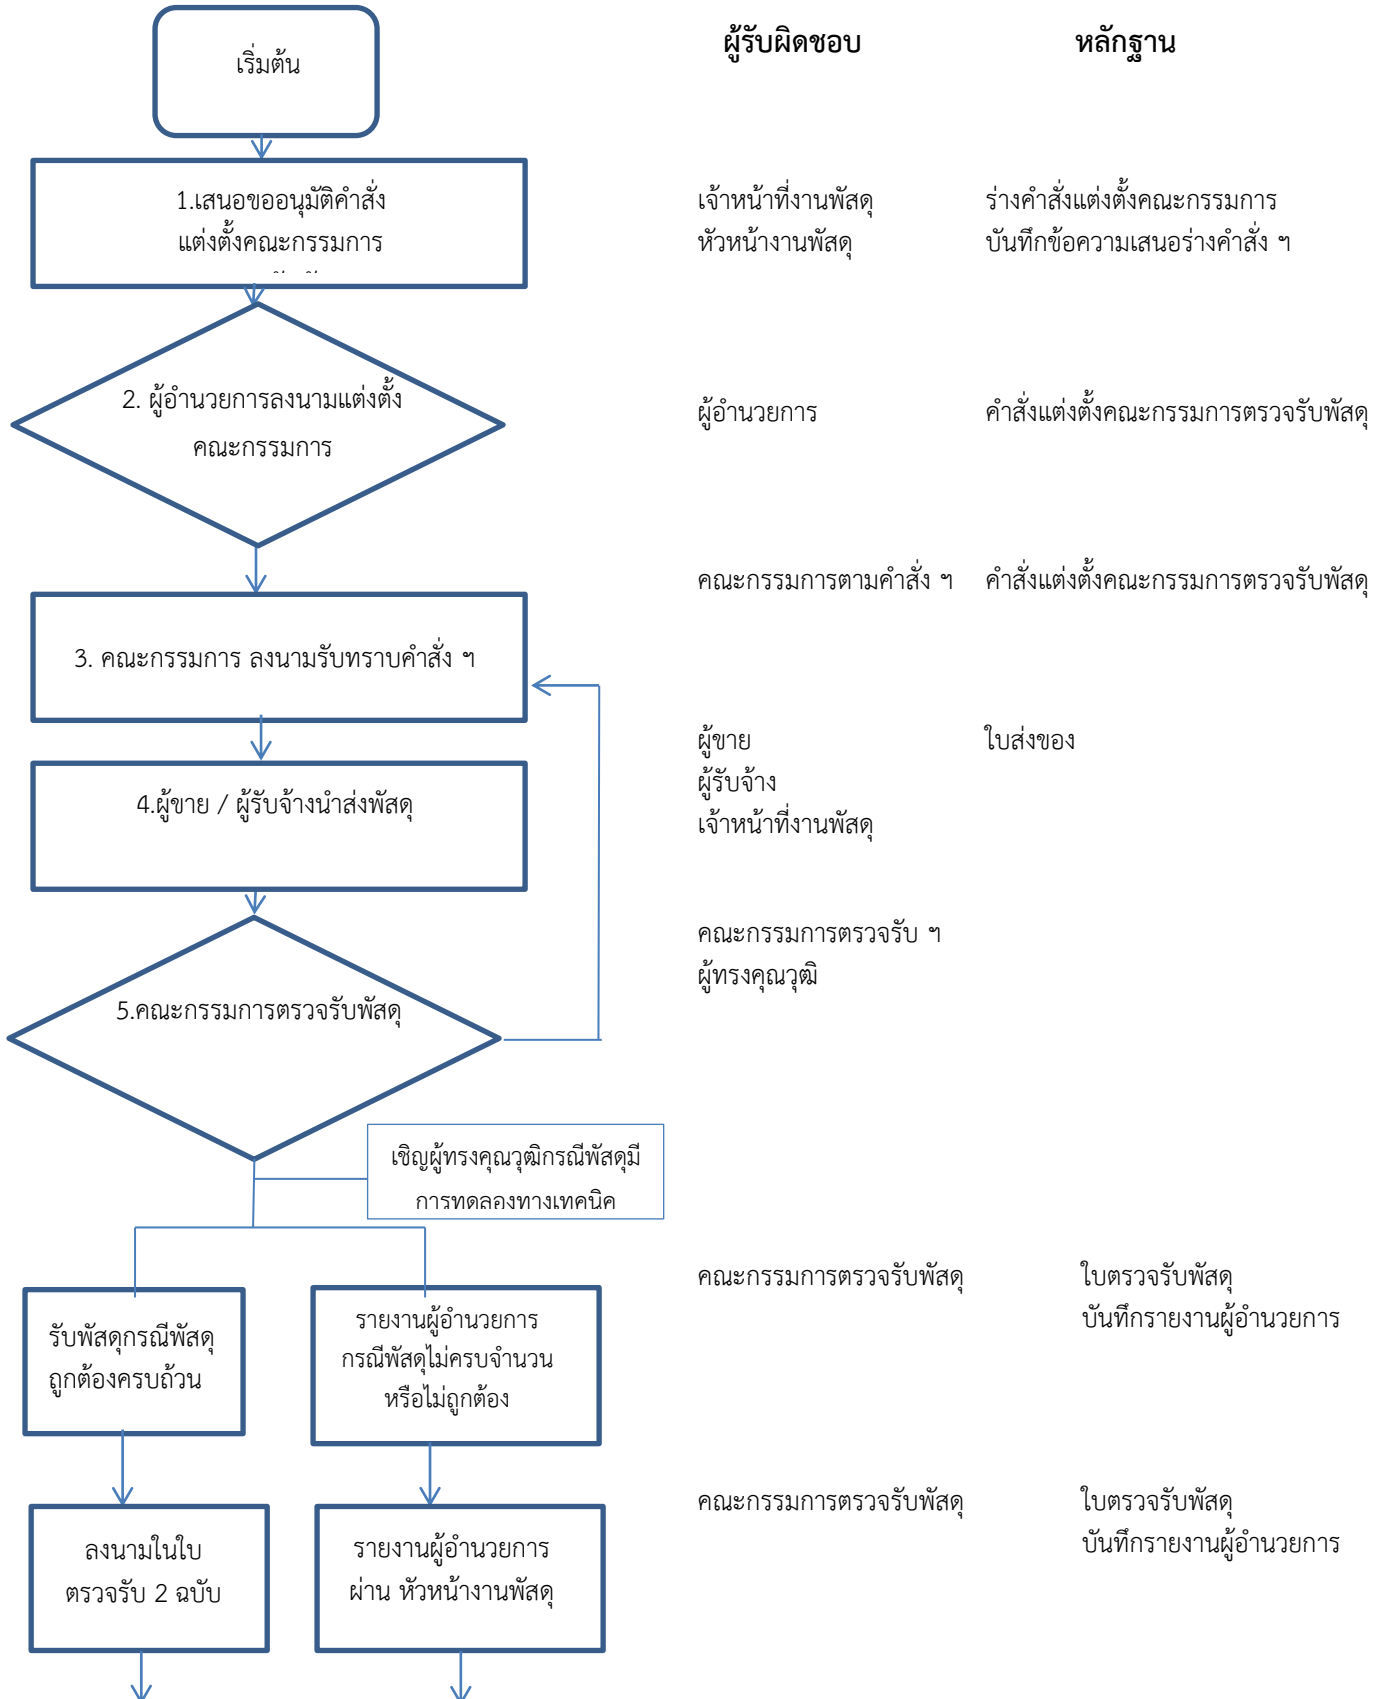 ผู้รับผิดชอบ
หลักฐาน
เริ่มต้น
1.เสนอขออนุมัติคำสั่ง
แต่งตั้งคณะกรรมการ
เจ้าหน้าที่งานพัสดุ
หัวหน้างานพัสดุ
ร่างคำสั่งแต่งตั้งคณะกรรมการ
บันทึกข้อความเสนอร่างคำสั่ง ฯ
2. ผู้อำนวยการลงนามแต่งตั้ง
คณะกรรมการ
ผู้อำนวยการ
คำสั่งแต่งตั้งคณะกรรมการตรวจรับพัสดุ
คณะกรรมการตามคำสั่ง ฯ
คำสั่งแต่งตั้งคณะกรรมการตรวจรับพัสดุ
3. คณะกรรมการ ลงนามรับทราบคำสั่ง ฯ
ผู้ขาย
ผู้รับจ้าง
เจ้าหน้าที่งานพัสดุ
ใบส่งของ
4.ผู้ขาย / ผู้รับจ้างนำส่งพัสดุ
คณะกรรมการตรวจรับ ฯ
ผู้ทรงคุณวุฒิ
5.คณะกรรมการตรวจรับพัสดุ
เชิญผู้ทรงคุณวุฒิกรณีพัสดุมี
การทดลองทางเทคนิค
คณะกรรมการตรวจรับพัสดุ
ใบตรวจรับพัสดุ
บันทึกรายงานผู้อำนวยการ
รับพัสดุกรณีพัสดุ
ถูกต้องครบถ้วน
รายงานผู้อำนวยการ
กรณีพัสดุไม่ครบจำนวน
หรือไม่ถูกต้อง
คณะกรรมการตรวจรับพัสดุ
ใบตรวจรับพัสดุ
บันทึกรายงานผู้อำนวยการ
ลงนามในใบ
ตรวจรับ 2 ฉบับ
รายงานผู้อำนวยการ
ผ่าน หัวหน้างานพัสดุ